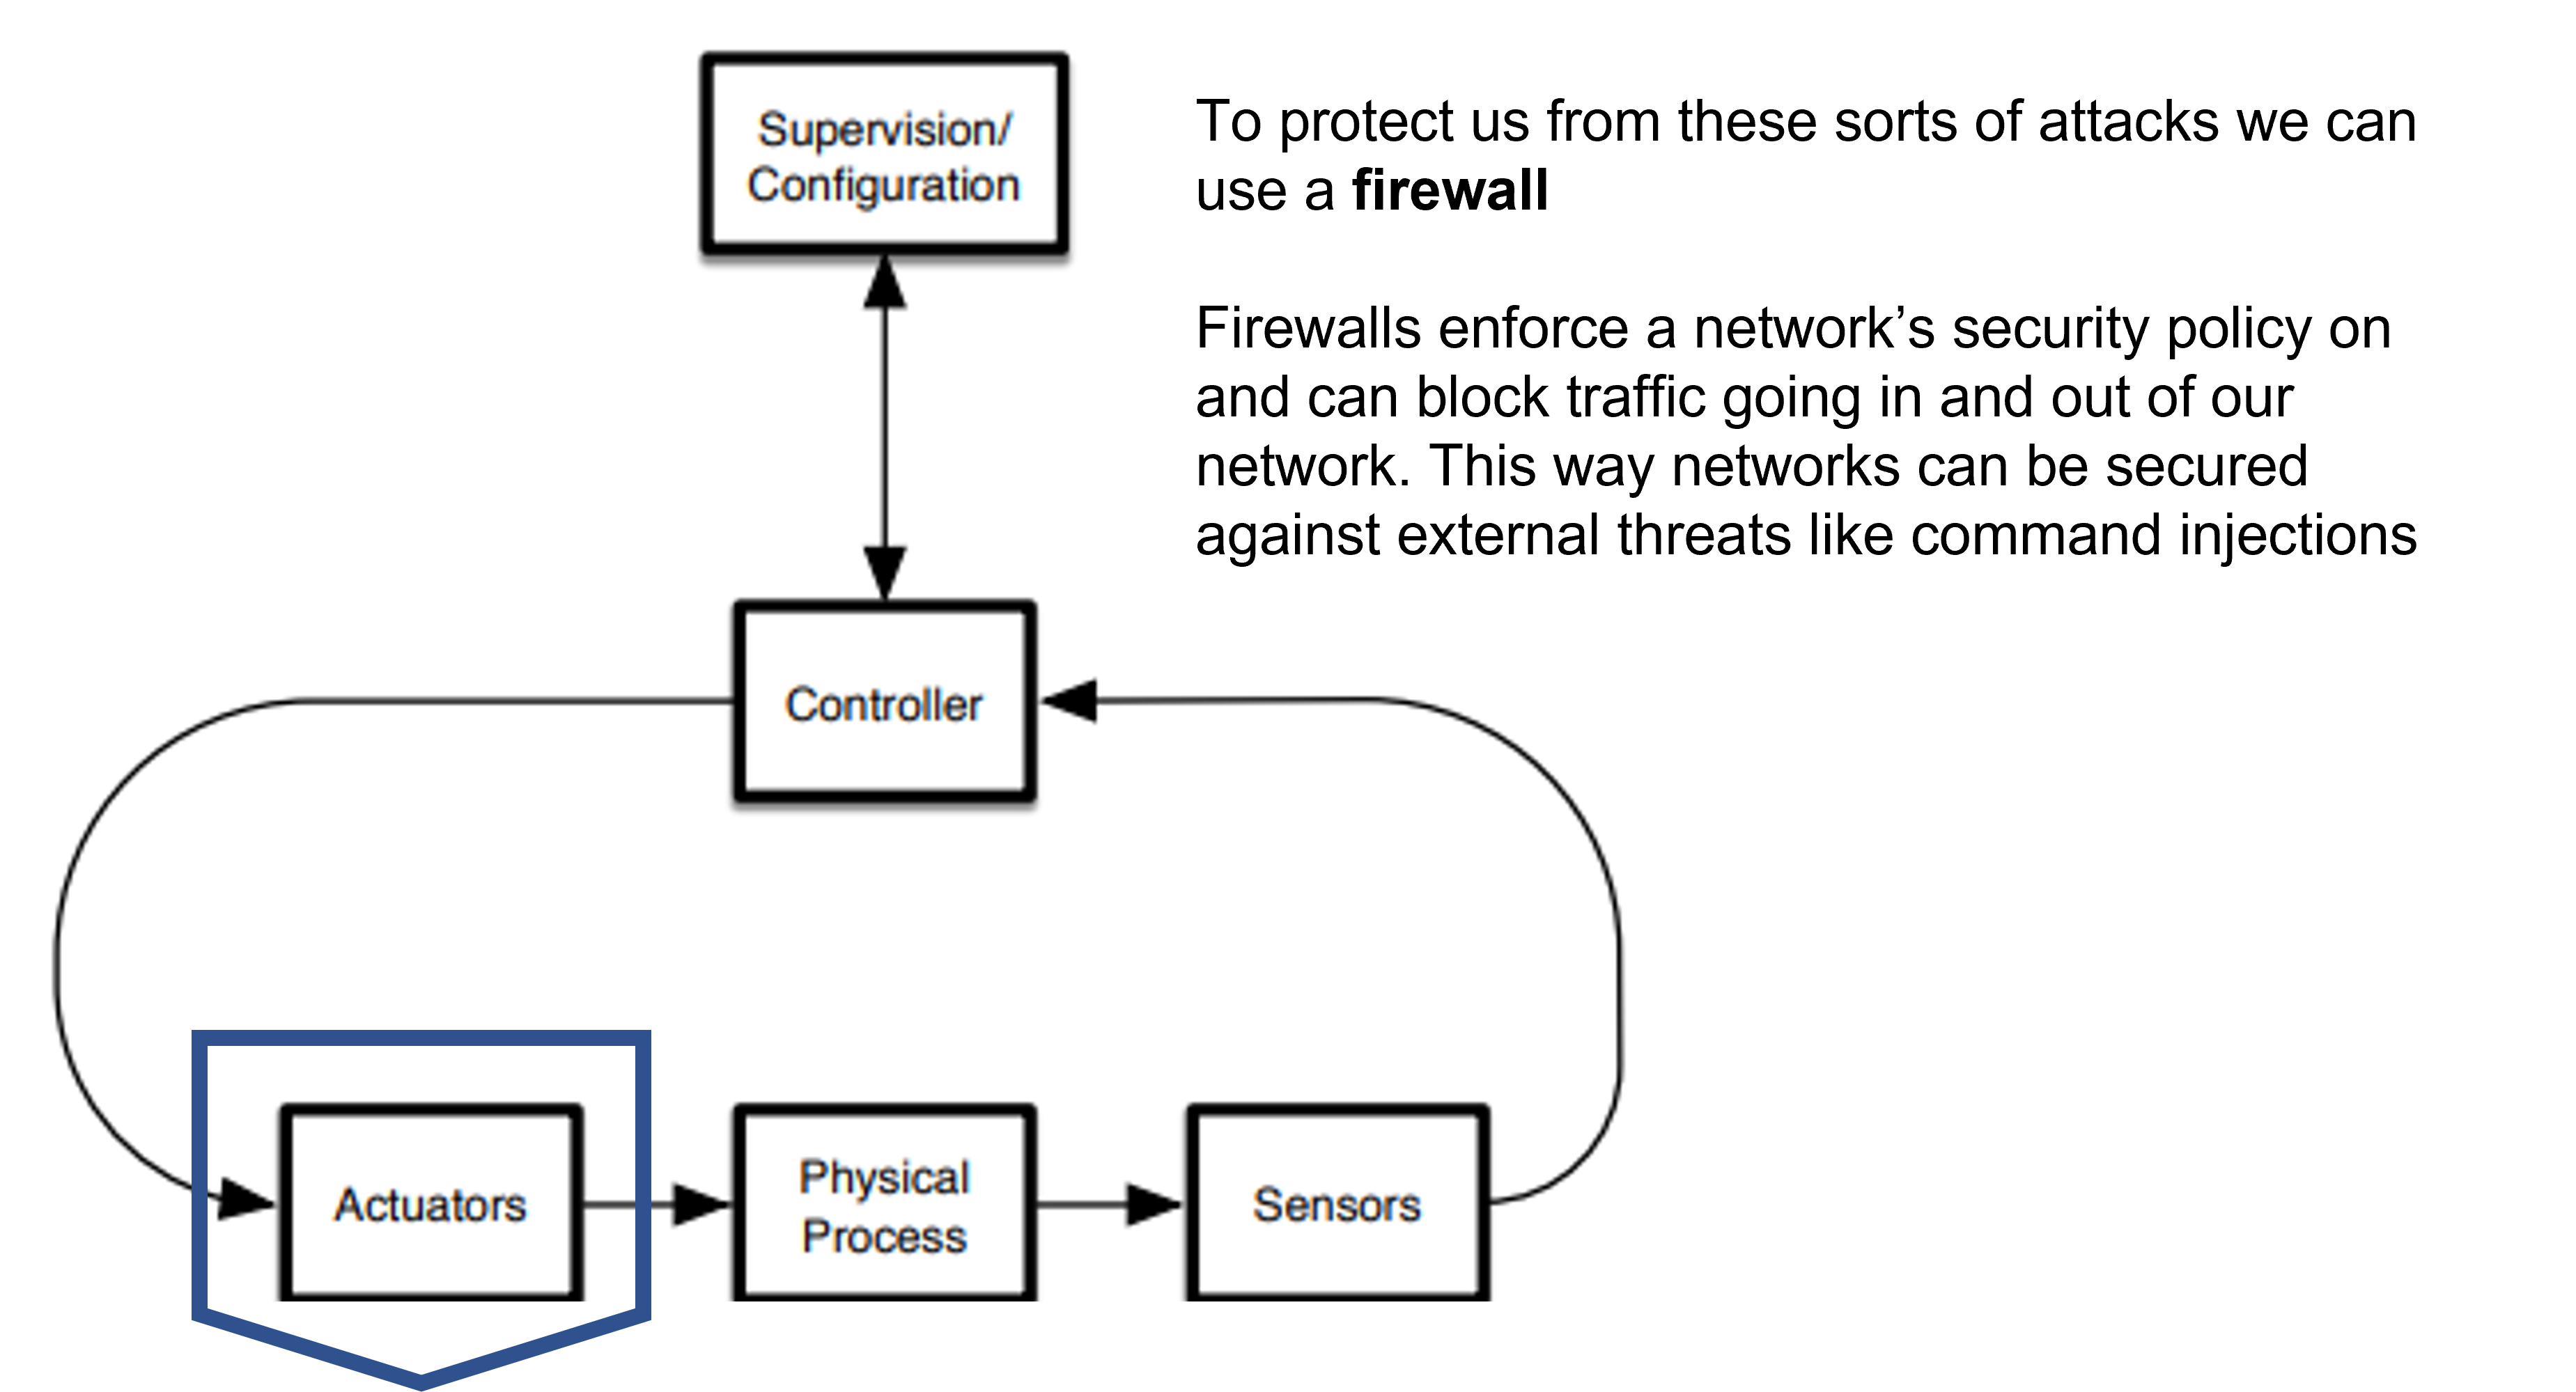 Supervision/
Configuration
To protect us from these sorts of attacks we can
use a firewall
Firewalls enforce a network’s security policy on
and can block traffic going in and out of our
network. This way networks can be secured
against external threats like command injections
Controller
Actuators
Physical
Process
Sensors